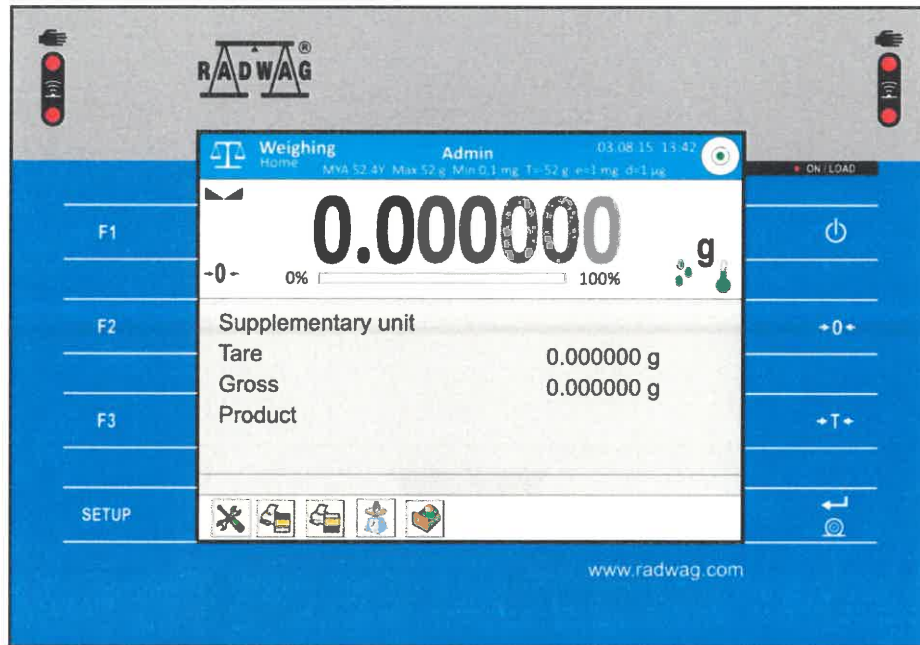 RADWAG®
Weighing
Home
Admin
03.08.15 13:42
MYA 52.4Y Max 52 g Min 0.1 mg T=-52 g e=1 mg d=1 µg
ON / LOAD
0.000000 g
→0←
0%
100%
F1
F2
F3
SETUP
Supplementary unit
Tare 0.000000 g
Gross 0.000000 g
Product
→0←
→T←
www.radwag.com